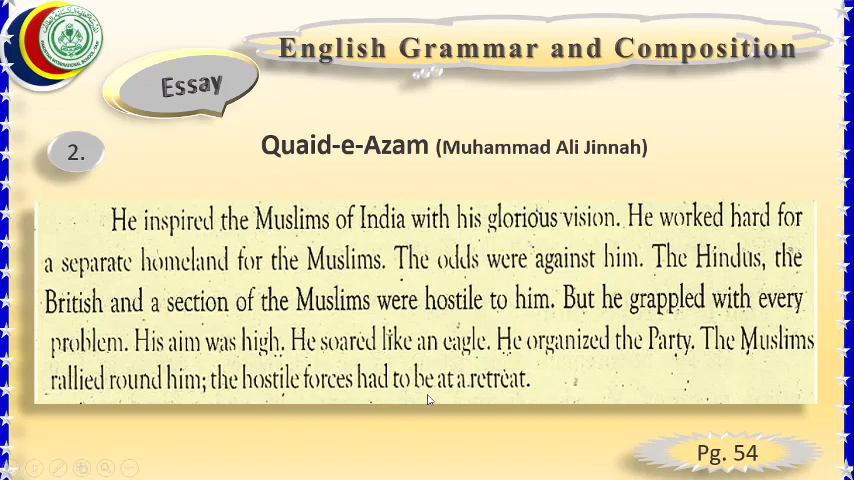 English Grammar and Composition
Essay
2.
Quaid-e-Azam (Muhammad Ali Jinnah)
He inspired the Muslims of India with his glorious vision. He worked hard for
a separate homeland for the Muslims. The odds were against him. The Hindus, the
British and a section of the Muslims were hostile to him. But he grappled with every
problem. His aim was high. He soared like an eagle. He organized the Party. The Muslims
rallied round him; the hostile forces had to be at a retreat.
Pg. 54